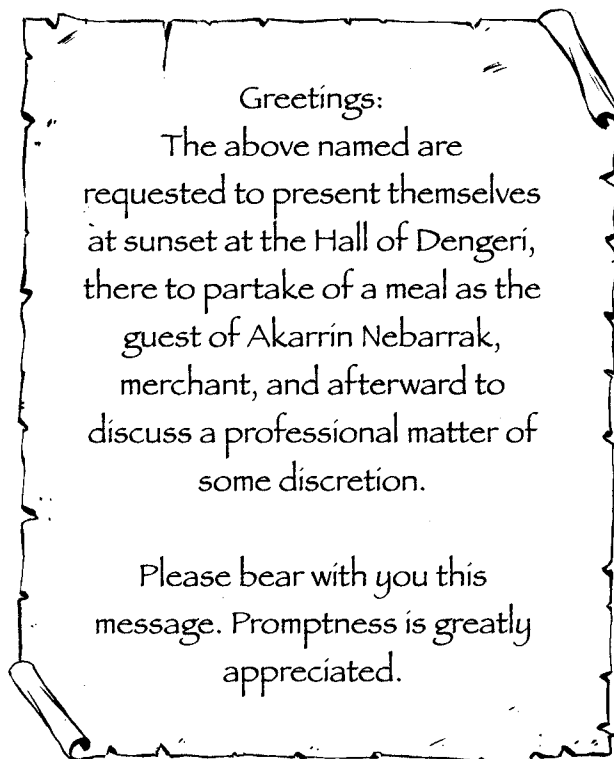 Greetings:
The above named are
requested to present themselves
at sunset at the Hall of Dengeri,
there to partake of a meal as the
guest of Akarrin Nebarrak,
merchant, and afterward to
discuss a professional matter of
some discretion.
Please bear with you this
message. Promptness is greatly
appreciated.